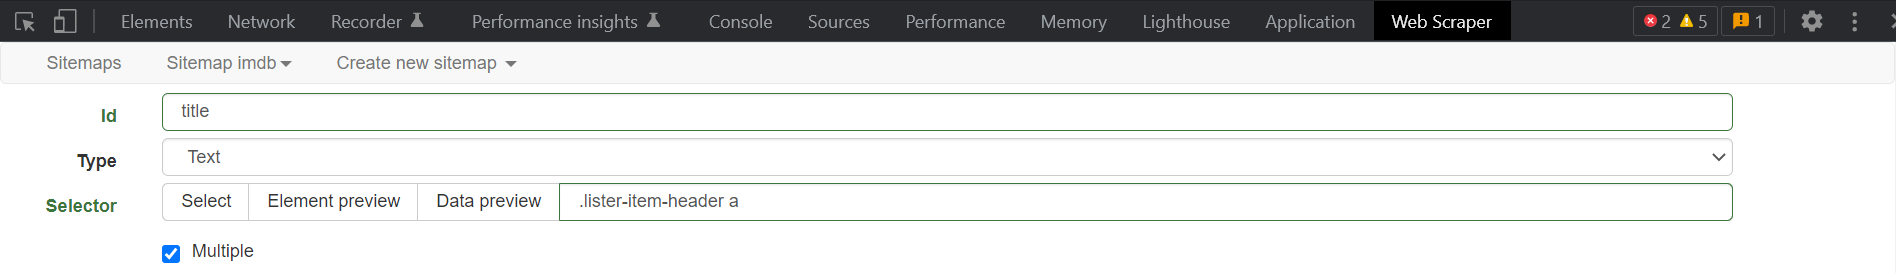 Elements Network Recorder Performance insights Console Sources Performance Memory Lighthouse Application Web Scraper 2 5 1
Sitemaps Sitemap imdb Create new sitemap
Id title
Type Text
Selector Select Element preview Data preview .lister-item-header a
Multiple